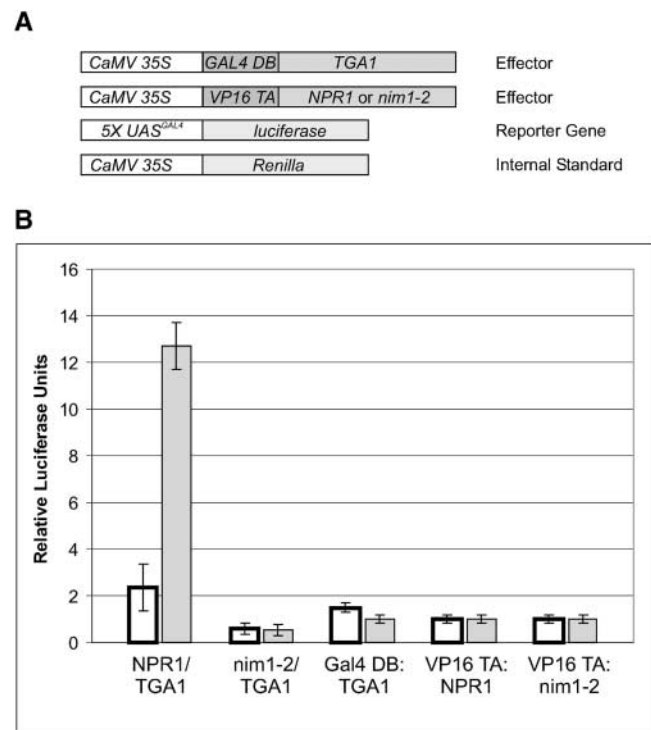 A
CaMV 35S GAL4 DB TGA1 Effector
CaMV 35S VP16 TA NPR1 or nim1-2 Effector
5X UAS^GAL4 luciferase Reporter Gene
CaMV 35S Renilla Internal Standard
B
16
14
12
10
8
6
4
2
0
Relative Luciferase Units
NPR1/ nim1-2/ Gal4 DB: VP16 TA: VP16 TA:
TGA1 TGA1 TGA1 NPR1 nim1-2